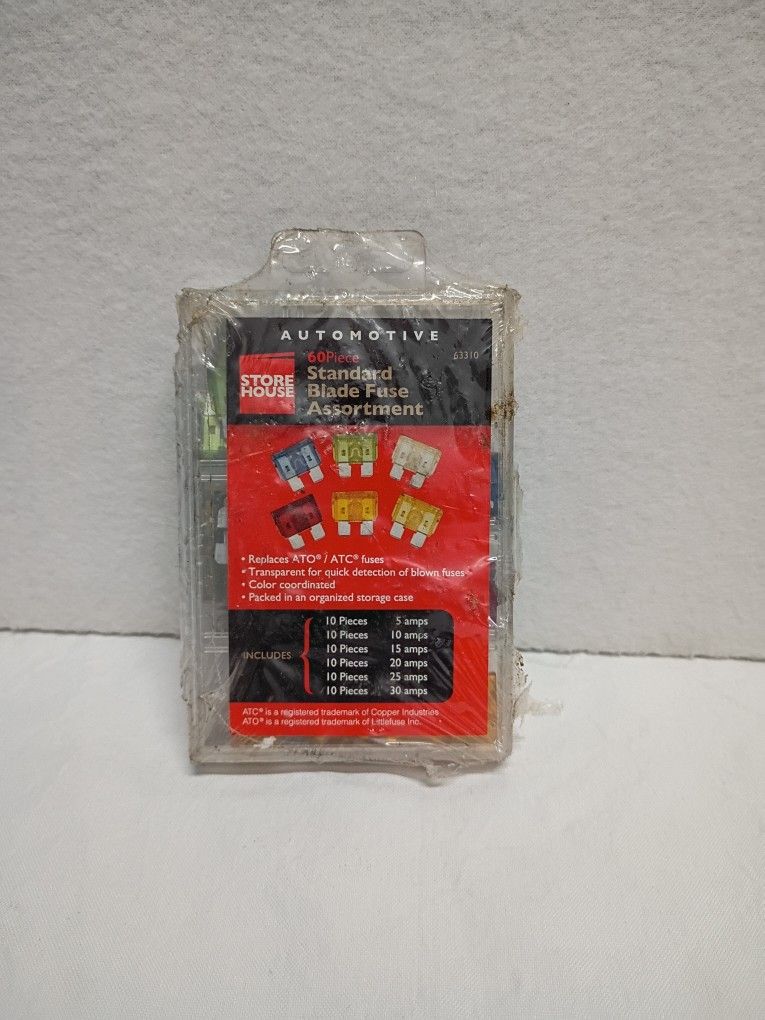 AUTOMOTIVE
63310
60Piece
STORE
HOUSE
Standard
Blade Fuse
Assortment
• Replaces ATO® / ATC® fuses
• Transparent for quick detection of blown fuses
• Color coordinated
• Packed in an organized storage case
INCLUDES
10 Pieces 5 amps
10 Pieces 10 amps
10 Pieces 15 amps
10 Pieces 20 amps
10 Pieces 25 amps
10 Pieces 30 amps
ATC® is a registered trademark of Copper Industries
ATO® is a registered trademark of Littlefuse Inc.